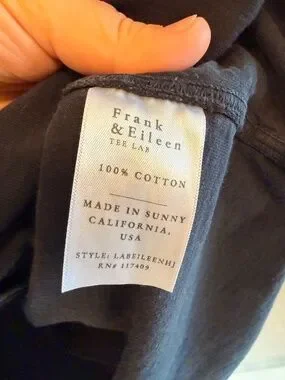 Frank
& Eileen
TEE LAB
100% COTTON
MADE IN SUNNY
CALIFORNIA,
USA
STYLE: LABEILEENHJ
RN# 117409